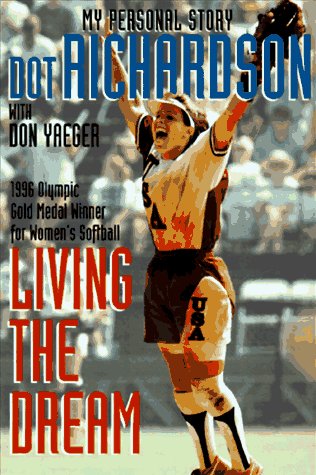 MY PERSONAL STORY
DOT RICHARDSON
WITH
DON YAEGER
1996 Olympic
Gold Medal Winner
for Women's Softball
LIVING
THE
DREAM
USA
USA